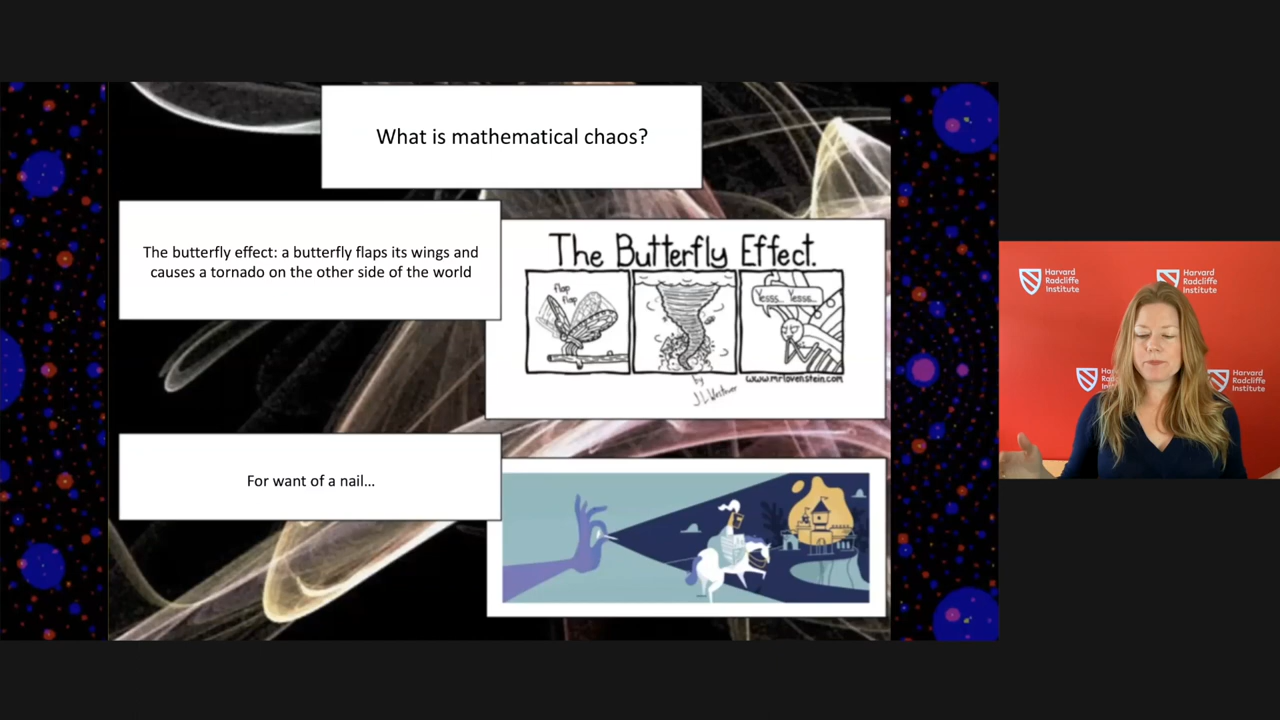 What is mathematical chaos?
The butterfly effect: a butterfly flaps its wings and
causes a tornado on the other side of the world
The Butterfly Effect.
flap
flap
Yesss... Yesss...
www.mrlovenstein.com
by
J L Westover
For want of a nail...
Harvard
Radcliffe
Institute
Harvard
Radcliffe
Institute
Harvard
Radcliffe
Institute